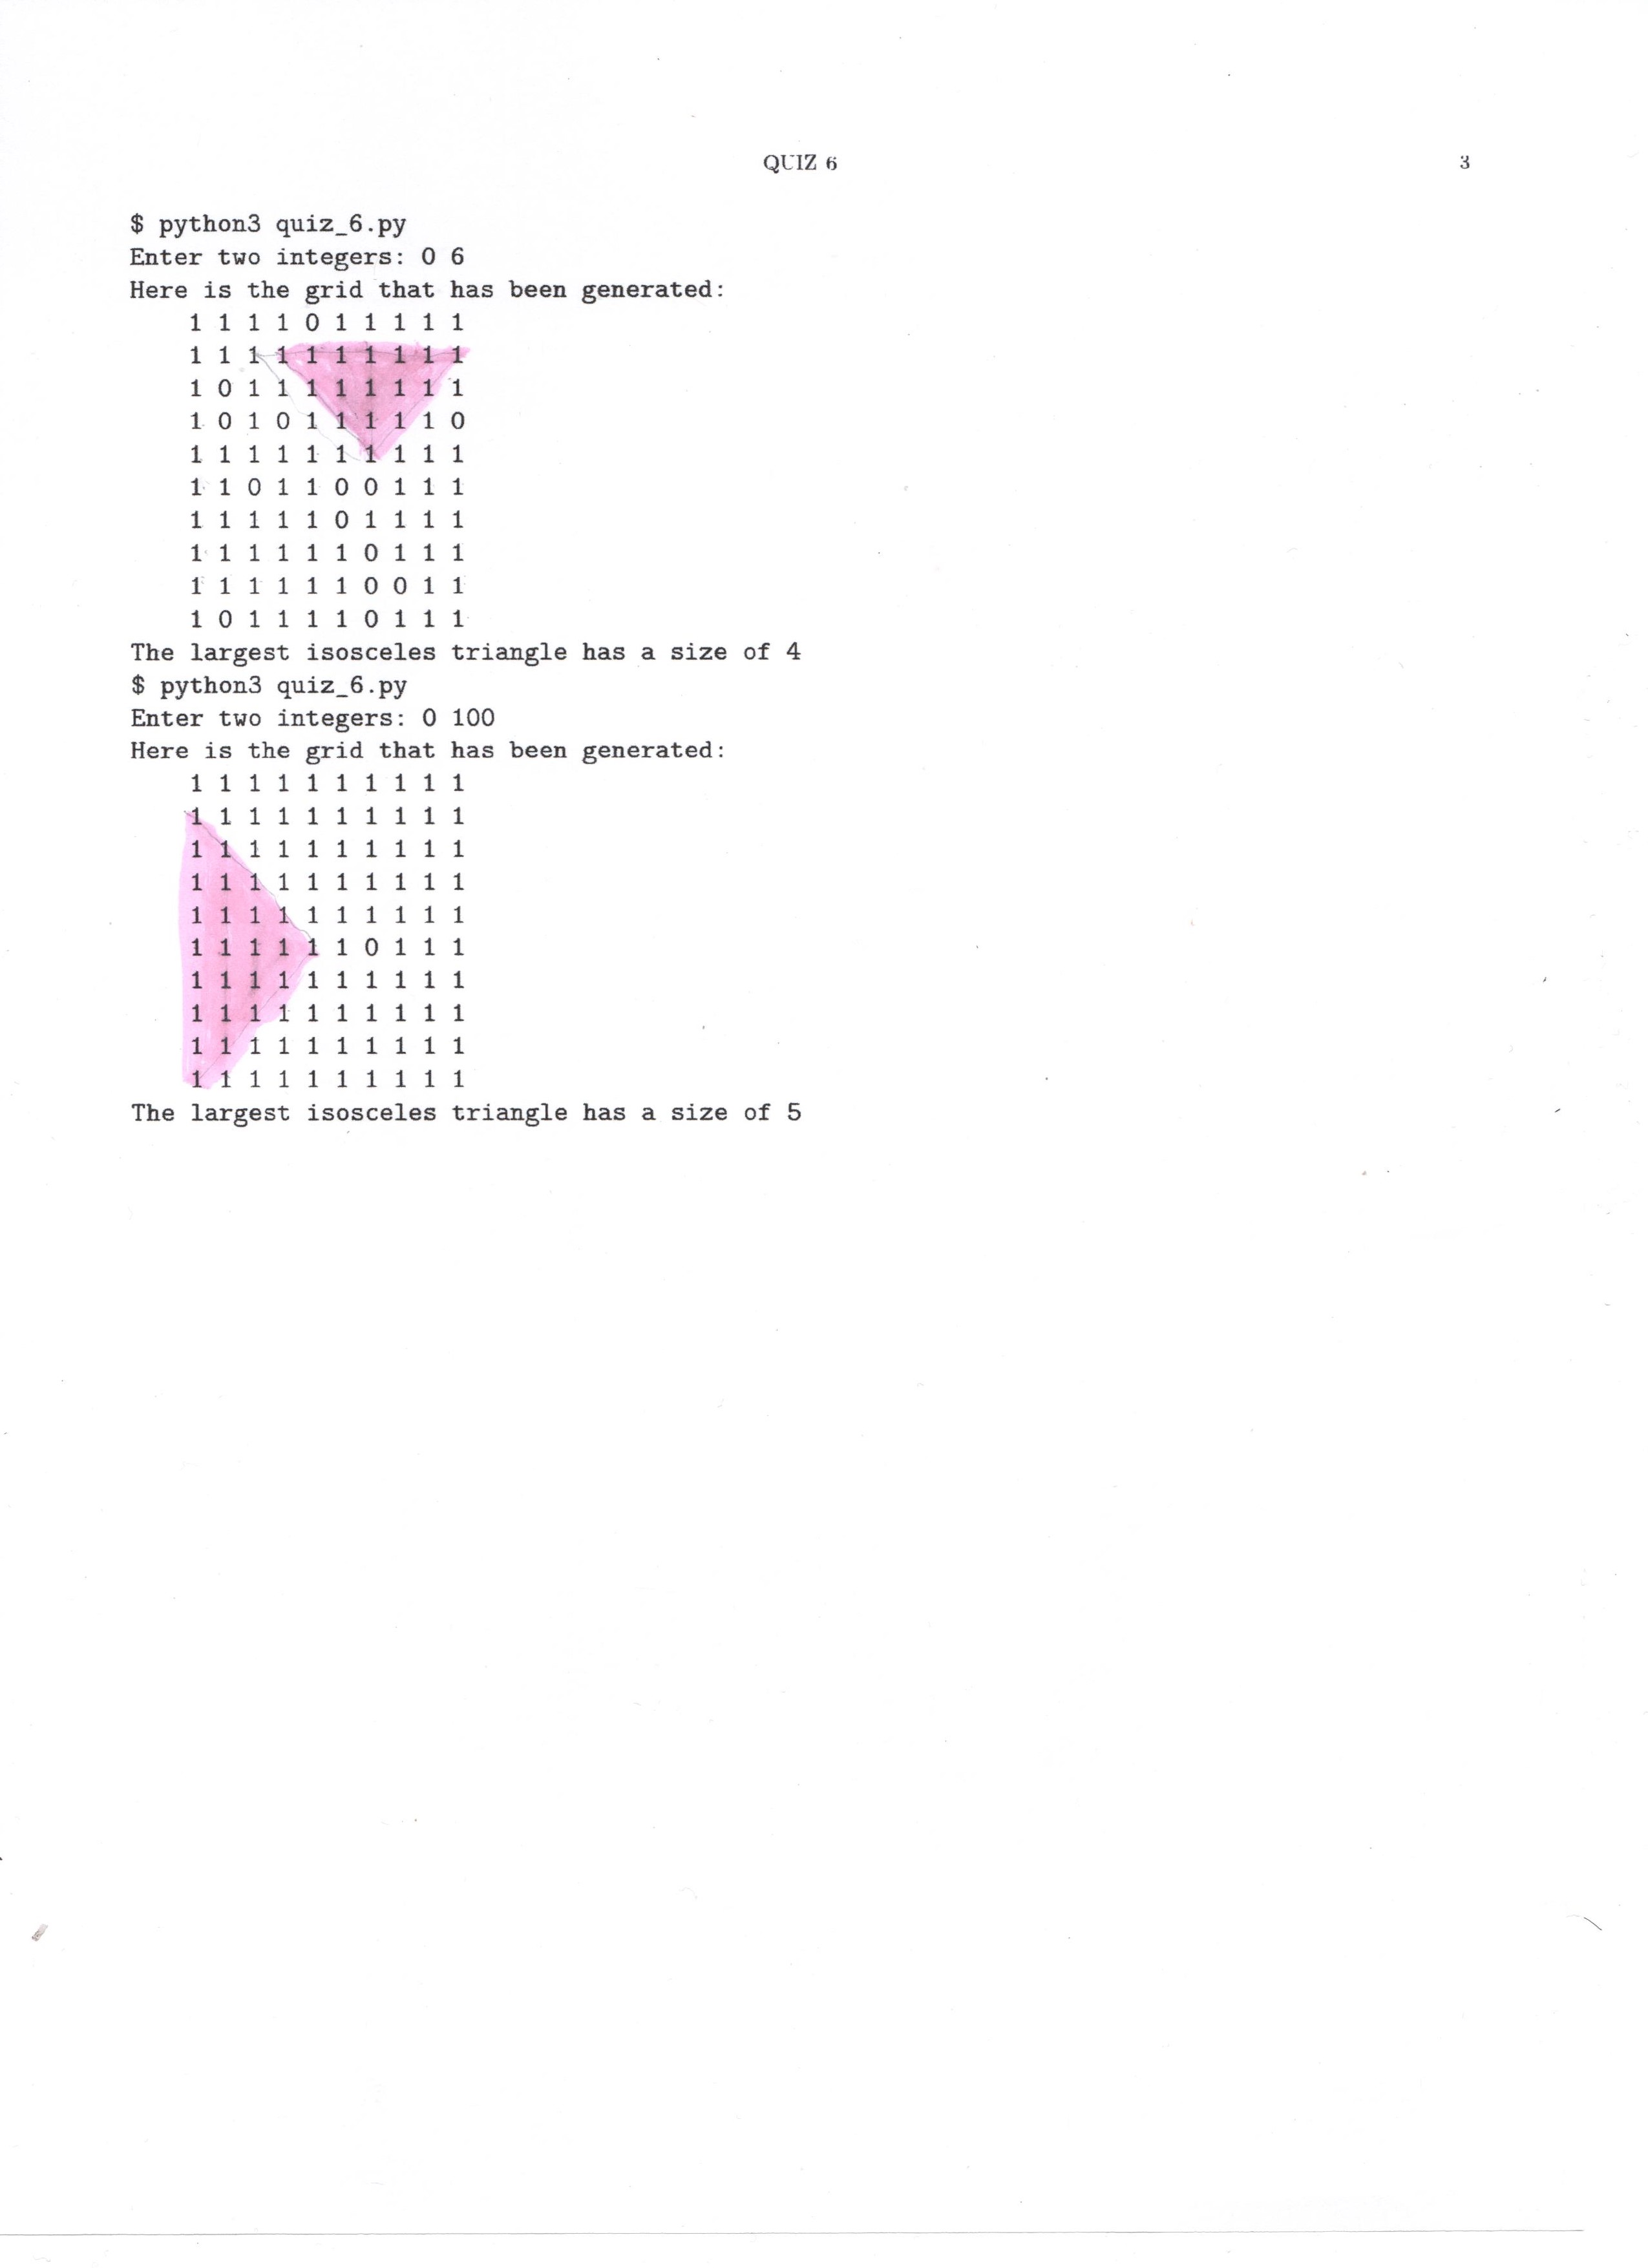 QUIZ 6 3
$ python3 quiz_6.py
Enter two integers: 0 6
Here is the grid that has been generated:
1 1 1 1 0 1 1 1 1 1
1 1 1 1 1 1 1 1 1 1
1 0 1 1 1 1 1 1 1 1
1 0 1 0 1 1 1 1 1 0
1 1 1 1 1 1 1 1 1 1
1 1 0 1 1 0 0 1 1 1
1 1 1 1 1 0 1 1 1 1
1 1 1 1 1 1 0 1 1 1
1 1 1 1 1 1 0 0 1 1
1 0 1 1 1 1 0 1 1 1
The largest isosceles triangle has a size of 4
$ python3 quiz_6.py
Enter two integers: 0 100
Here is the grid that has been generated:
1 1 1 1 1 1 1 1 1 1
1 1 1 1 1 1 1 1 1 1
1 1 1 1 1 1 1 1 1 1
1 1 1 1 1 1 1 1 1 1
1 1 1 1 1 1 1 1 1 1
1 1 1 1 1 1 0 1 1 1
1 1 1 1 1 1 1 1 1 1
1 1 1 1 1 1 1 1 1 1
1 1 1 1 1 1 1 1 1 1
1 1 1 1 1 1 1 1 1 1
The largest isosceles triangle has a size of 5